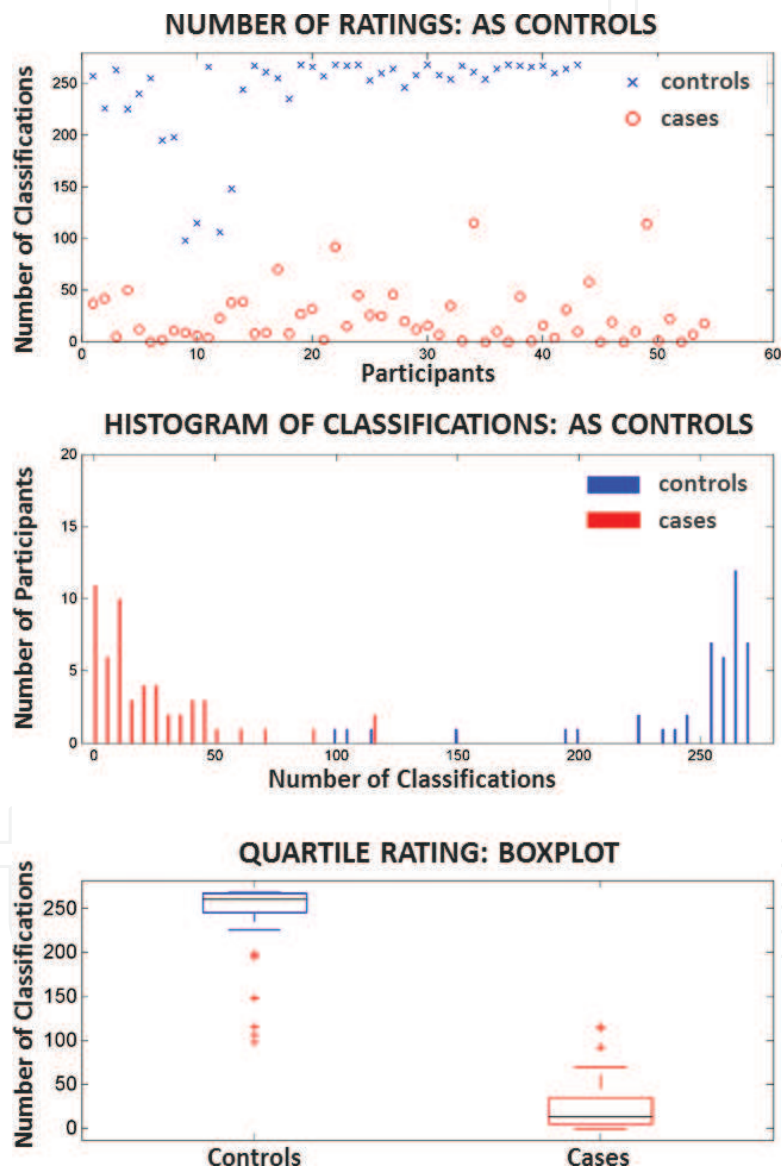 NUMBER OF RATINGS: AS CONTROLS
Number of Classifications
250
200
150
100
50
0
controls
cases
0 10 20 30 40 50 60
Participants
HISTOGRAM OF CLASSIFICATIONS: AS CONTROLS
Number of Participants
20
15
10
5
0
controls
cases
0 50 100 150 200 250
Number of Classifications
QUARTILE RATING: BOXPLOT
Number of Classifications
250
200
150
100
50
0
Controls Cases